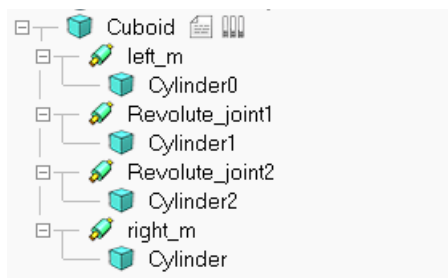 Cuboid
left_m
Cylinder0
Revolute_joint1
Cylinder1
Revolute_joint2
Cylinder2
right_m
Cylinder